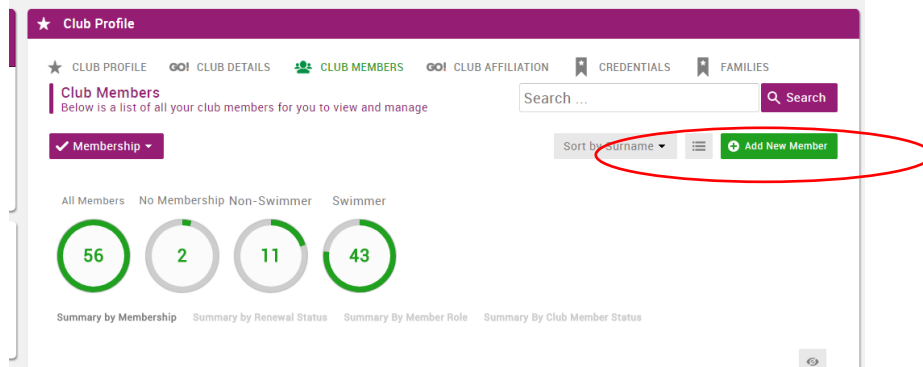 Club Profile
CLUB PROFILE GO! CLUB DETAILS CLUB MEMBERS GO! CLUB AFFILIATION CREDENTIALS FAMILIES
Club Members
Below is a list of all your club members for you to view and manage
Search ... Search
Membership Sort by Surname Add New Member
All Members No Membership Non-Swimmer Swimmer
56 2 11 43
Summary by Membership Summary by Renewal Status Summary By Member Role Summary By Club Member Status